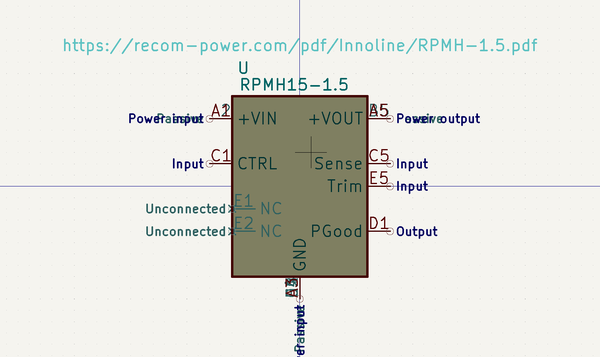 https://recom-power.com/pdf/Innoline/RPMH-1.5.pdf
U
RPMH15-1.5
Power input +VIN +VOUT A5 Power output
Input C1 CTRL Sense C5 Input
Trim E5 Input
Unconnected E1 NC
Unconnected E2 NC PGood D1 Output
GND